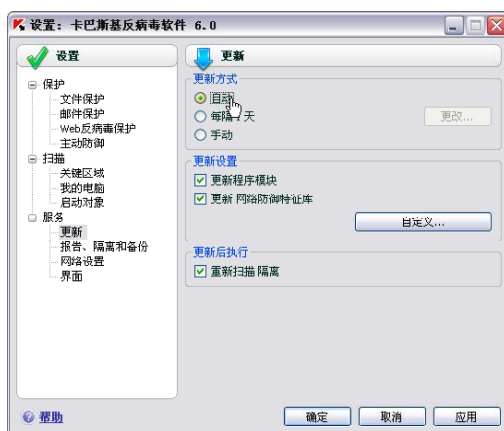 设置：卡巴斯基反病毒软件 6.0
设置
保护
文件保护
邮件保护
Web反病毒保护
主动防御
扫描
关键区域
我的电脑
启动对象
服务
更新
报告、隔离和备份
网络设置
界面
帮助
更新
更新方式
自动
每隔 天
更改...
手动
更新设置
更新程序模块
更新 网络防御特征库
自定义...
更新后执行
重新扫描 隔离
确定
取消
应用